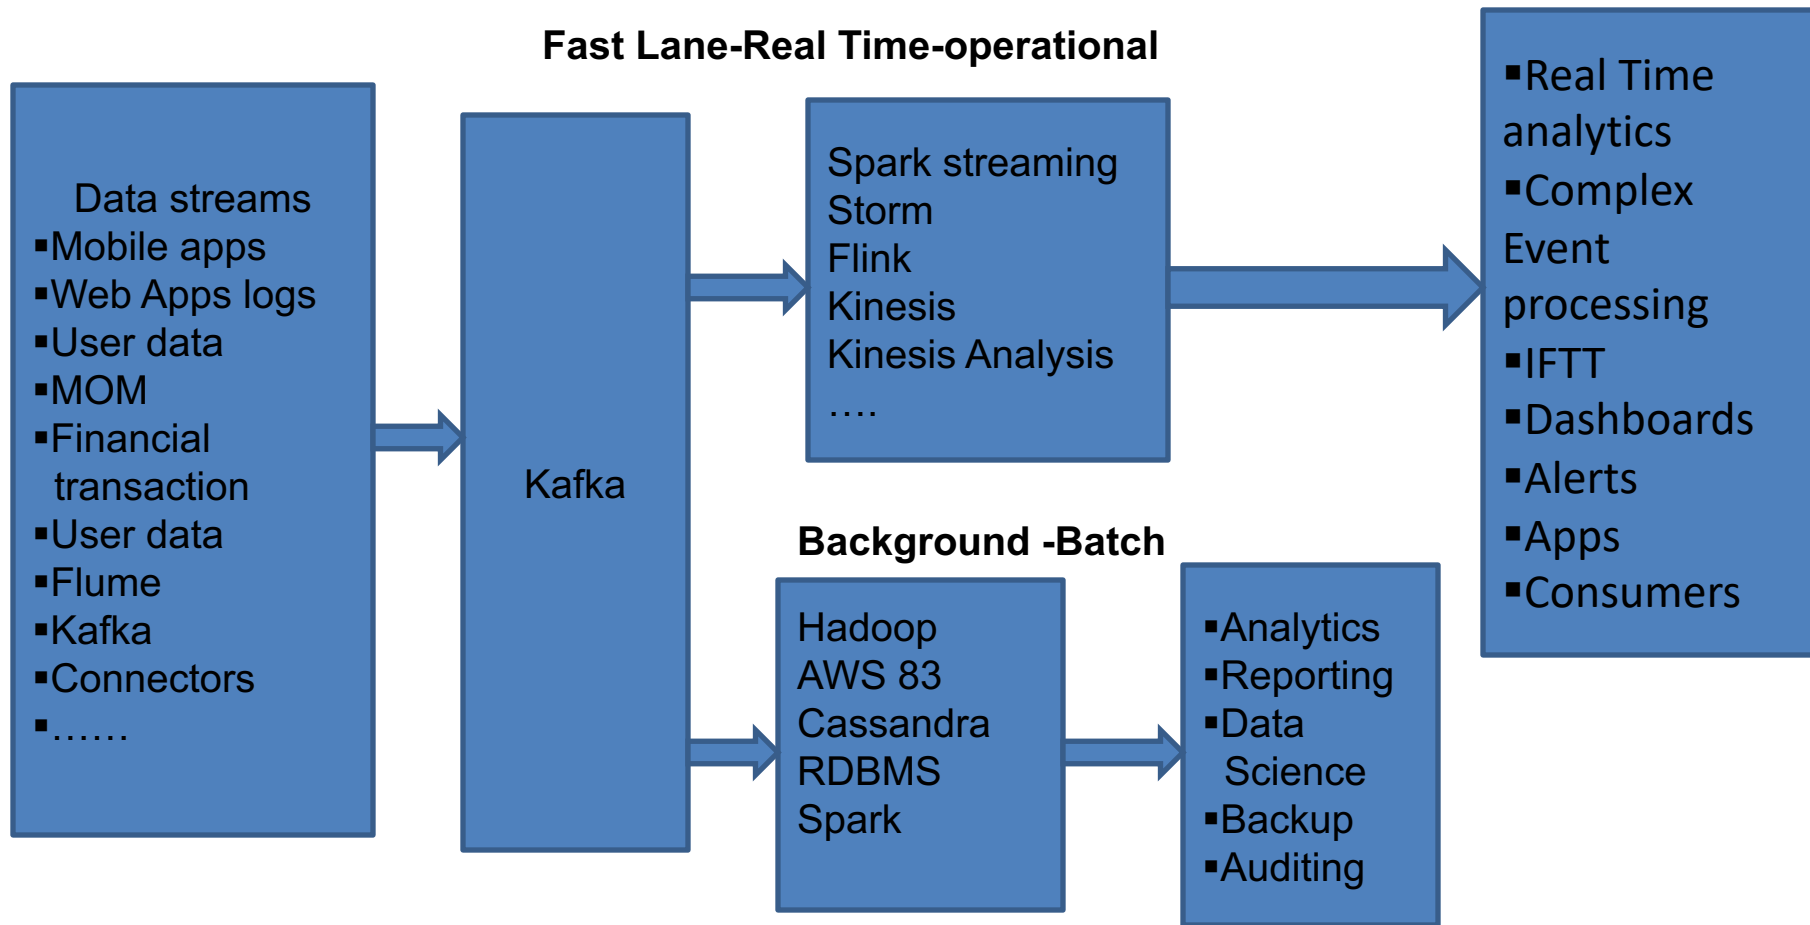 Fast Lane-Real Time-operational
Data streams
▪Mobile apps
▪Web Apps logs
▪User data
▪MOM
▪Financial
transaction
▪User data
▪Flume
▪Kafka
▪Connectors
▪……
Kafka
Spark streaming
Storm
Flink
Kinesis
Kinesis Analysis
….
▪Real Time
analytics
▪Complex
Event
processing
▪IFTT
▪Dashboards
▪Alerts
▪Apps
▪Consumers
Background -Batch
Hadoop
AWS 83
Cassandra
RDBMS
Spark
▪Analytics
▪Reporting
▪Data
Science
▪Backup
▪Auditing